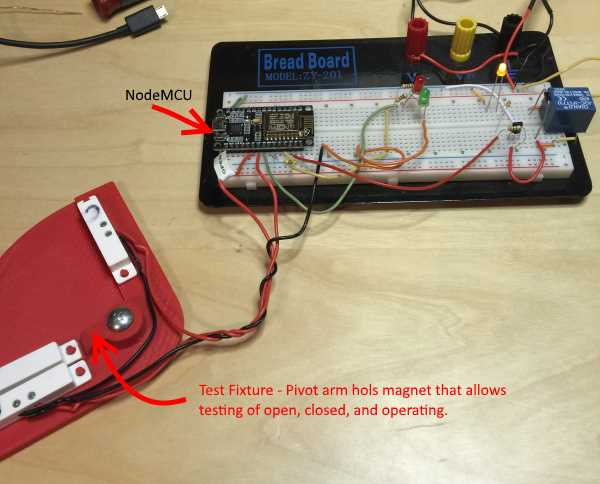 Bread Board
MODEL:ZY-201
NodeMCU
Test Fixture - Pivot arm hols magnet that allows
testing of open, closed, and operating.